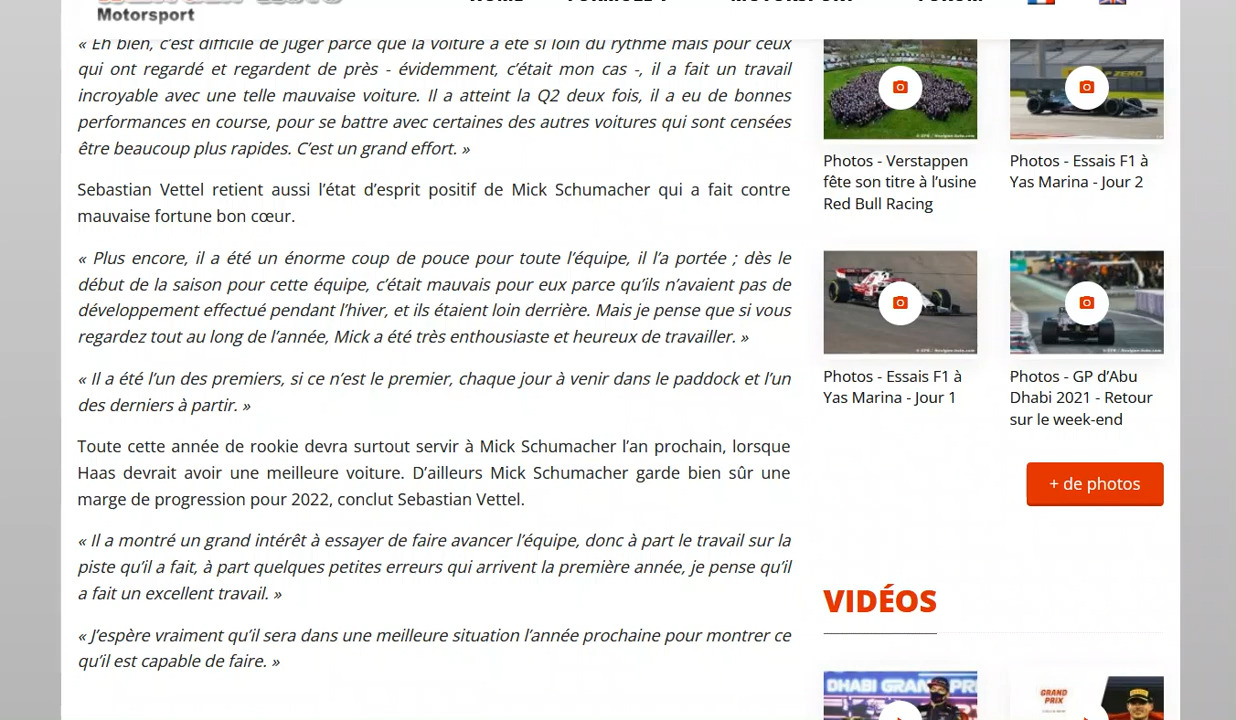 Motorsport
« Eh bien, c’est difficile de juger parce que la voiture a été si loin du rythme mais pour ceux
qui ont regardé et regardent de près - évidemment, c’était mon cas -, il a fait un travail
incroyable avec une telle mauvaise voiture. Il a atteint la Q2 deux fois, il a eu de bonnes
performances en course, pour se battre avec certaines des autres voitures qui sont censées
être beaucoup plus rapides. C’est un grand effort. »
Sebastian Vettel retient aussi l’état d’esprit positif de Mick Schumacher qui a fait contre
mauvaise fortune bon cœur.
« Plus encore, il a été un énorme coup de pouce pour toute l’équipe, il l’a portée ; dès le
début de la saison pour cette équipe, c’était mauvais pour eux parce qu’ils n’avaient pas de
développement effectué pendant l’hiver, et ils étaient loin derrière. Mais je pense que si vous
regardez tout au long de l’année, Mick a été très enthousiaste et heureux de travailler. »
« Il a été l’un des premiers, si ce n’est le premier, chaque jour à venir dans le paddock et l’un
des derniers à partir. »
Toute cette année de rookie devra surtout servir à Mick Schumacher l’an prochain, lorsque
Haas devrait avoir une meilleure voiture. D’ailleurs Mick Schumacher garde bien sûr une
marge de progression pour 2022, conclut Sebastian Vettel.
« Il a montré un grand intérêt à essayer de faire avancer l’équipe, donc à part le travail sur la
piste qu’il a fait, à part quelques petites erreurs qui arrivent la première année, je pense qu’il
a fait un excellent travail. »
« J’espère vraiment qu’il sera dans une meilleure situation l’année prochaine pour montrer ce
qu’il est capable de faire. »
Photos - Verstappen
fête son titre à l’usine
Red Bull Racing
Photos - Essais F1 à
Yas Marina - Jour 2
Photos - Essais F1 à
Yas Marina - Jour 1
Photos - GP d’Abu
Dhabi 2021 - Retour
sur le week-end
+ de photos
VIDÉOS
DHABI GRAN PRI
GRAND
PRIX